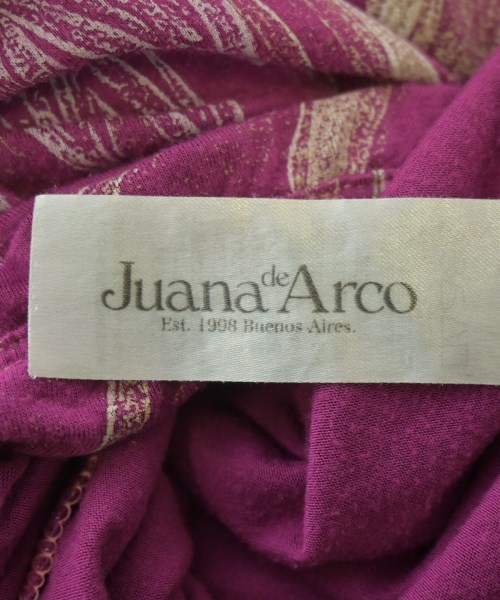 Juana de Arco
Est. 1998 Buenos Aires.